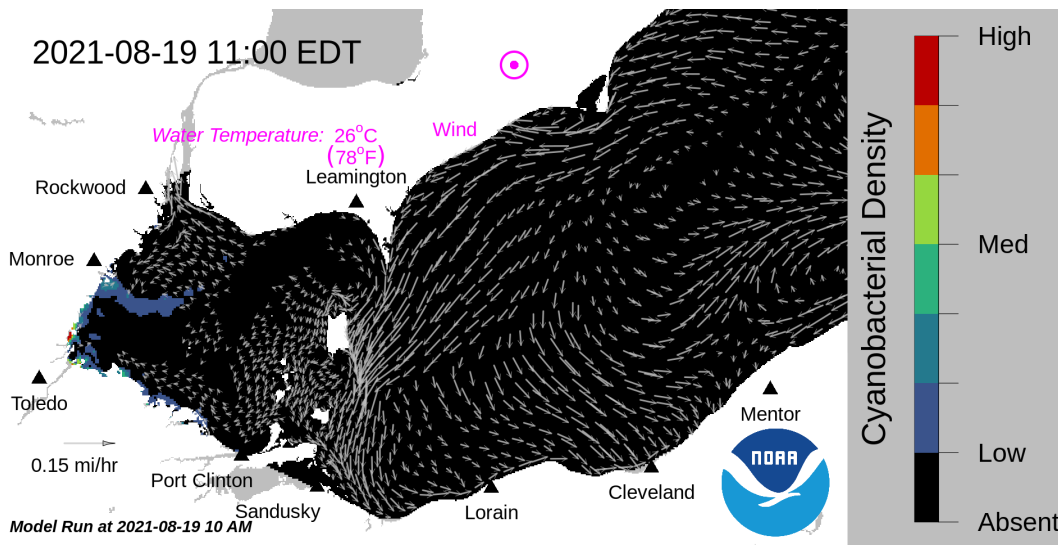 2021-08-19 11:00 EDT
Wind
Water Temperature: 26°C
(78°F)
Leamington
Rockwood
Monroe
Toledo
0.15 mi/hr
Port Clinton
Sandusky
Lorain
Cleveland
Mentor
NOAA
Model Run at 2021-08-19 10 AM
Cyanobacterial Density
High
Med
Low
Absent